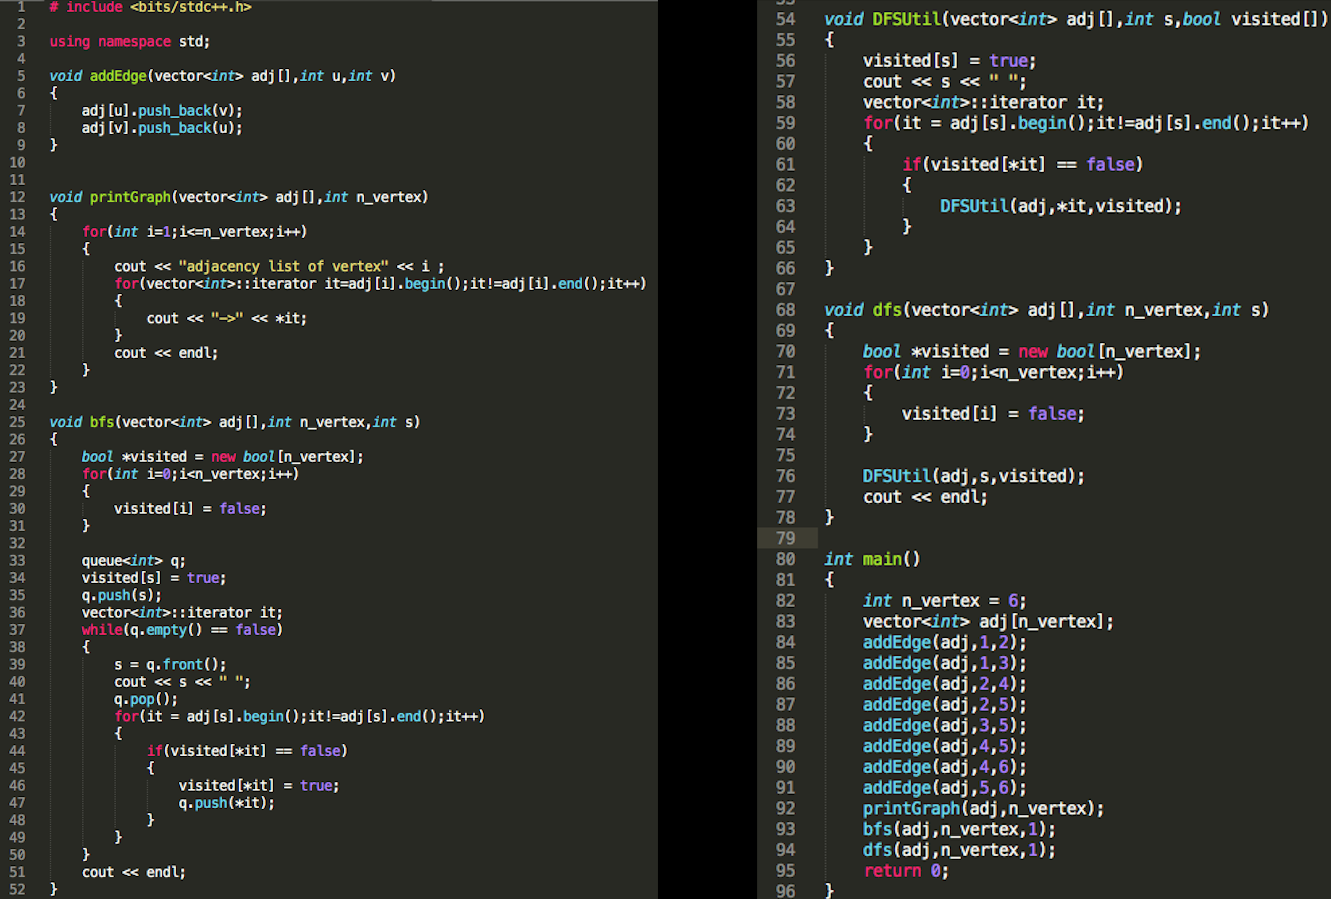 1 # include <bits/stdc++.h>
2
3 using namespace std;
4
5 void addEdge(vector<int> adj[],int u,int v)
6 {
7 adj[u].push_back(v);
8 adj[v].push_back(u);
9 }
10
11
12 void printGraph(vector<int> adj[],int n_vertex)
13 {
14 for(int i=1;i<=n_vertex;i++)
15 {
16 cout << "adjacency list of vertex" << i ;
17 for(vector<int>::iterator it=adj[i].begin();it!=adj[i].end();it++)
18 {
19 cout << "->" << *it;
20 }
21 cout << endl;
22 }
23 }
24
25 void bfs(vector<int> adj[],int n_vertex,int s)
26 {
27 bool *visited = new bool[n_vertex];
28 for(int i=0;i<n_vertex;i++)
29 {
30 visited[i] = false;
31 }
32
33 queue<int> q;
34 visited[s] = true;
35 q.push(s);
36 vector<int>::iterator it;
37 while(q.empty() == false)
38 {
39 s = q.front();
40 cout << s << " ";
41 q.pop();
42 for(it = adj[s].begin();it!=adj[s].end();it++)
43 {
44 if(visited[*it] == false)
45 {
46 visited[*it] = true;
47 q.push(*it);
48 }
49 }
50 }
51 cout << endl;
52 }
54 void DFSUtil(vector<int> adj[],int s,bool visited[])
55 {
56 visited[s] = true;
57 cout << s << " ";
58 vector<int>::iterator it;
59 for(it = adj[s].begin();it!=adj[s].end();it++)
60 {
61 if(visited[*it] == false)
62 {
63 DFSUtil(adj,*it,visited);
64 }
65 }
66 }
67
68 void dfs(vector<int> adj[],int n_vertex,int s)
69 {
70 bool *visited = new bool[n_vertex];
71 for(int i=0;i<n_vertex;i++)
72 {
73 visited[i] = false;
74 }
75
76 DFSUtil(adj,s,visited);
77 cout << endl;
78 }
79
80 int main()
81 {
82 int n_vertex = 6;
83 vector<int> adj[n_vertex];
84 addEdge(adj,1,2);
85 addEdge(adj,1,3);
86 addEdge(adj,2,4);
87 addEdge(adj,2,5);
88 addEdge(adj,3,5);
89 addEdge(adj,4,5);
90 addEdge(adj,4,6);
91 addEdge(adj,5,6);
92 printGraph(adj,n_vertex);
93 bfs(adj,n_vertex,1);
94 dfs(adj,n_vertex,1);
95 return 0;
96 }